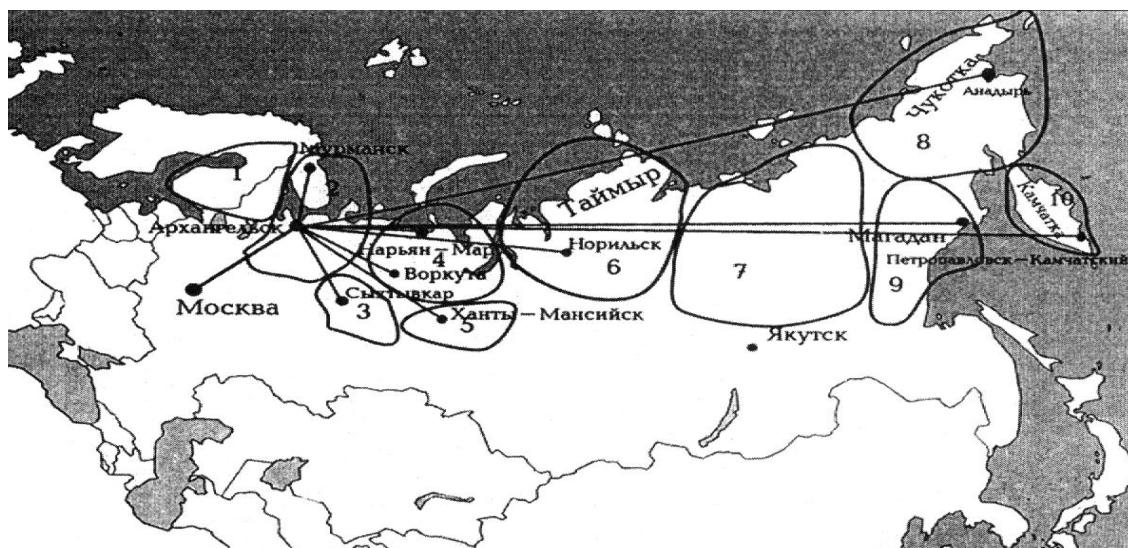 Чукотка
Анадырь
8
Мурманск
1
2
Таймыр
10
Камчатка
Архангельск
Магадан
Нарьян – Мар
Норильск
4
6
7
Петропавловск – Камчатский
Воркута
9
Москва
Сыктывкар
3
Ханты – Мансийск
5
Якутск